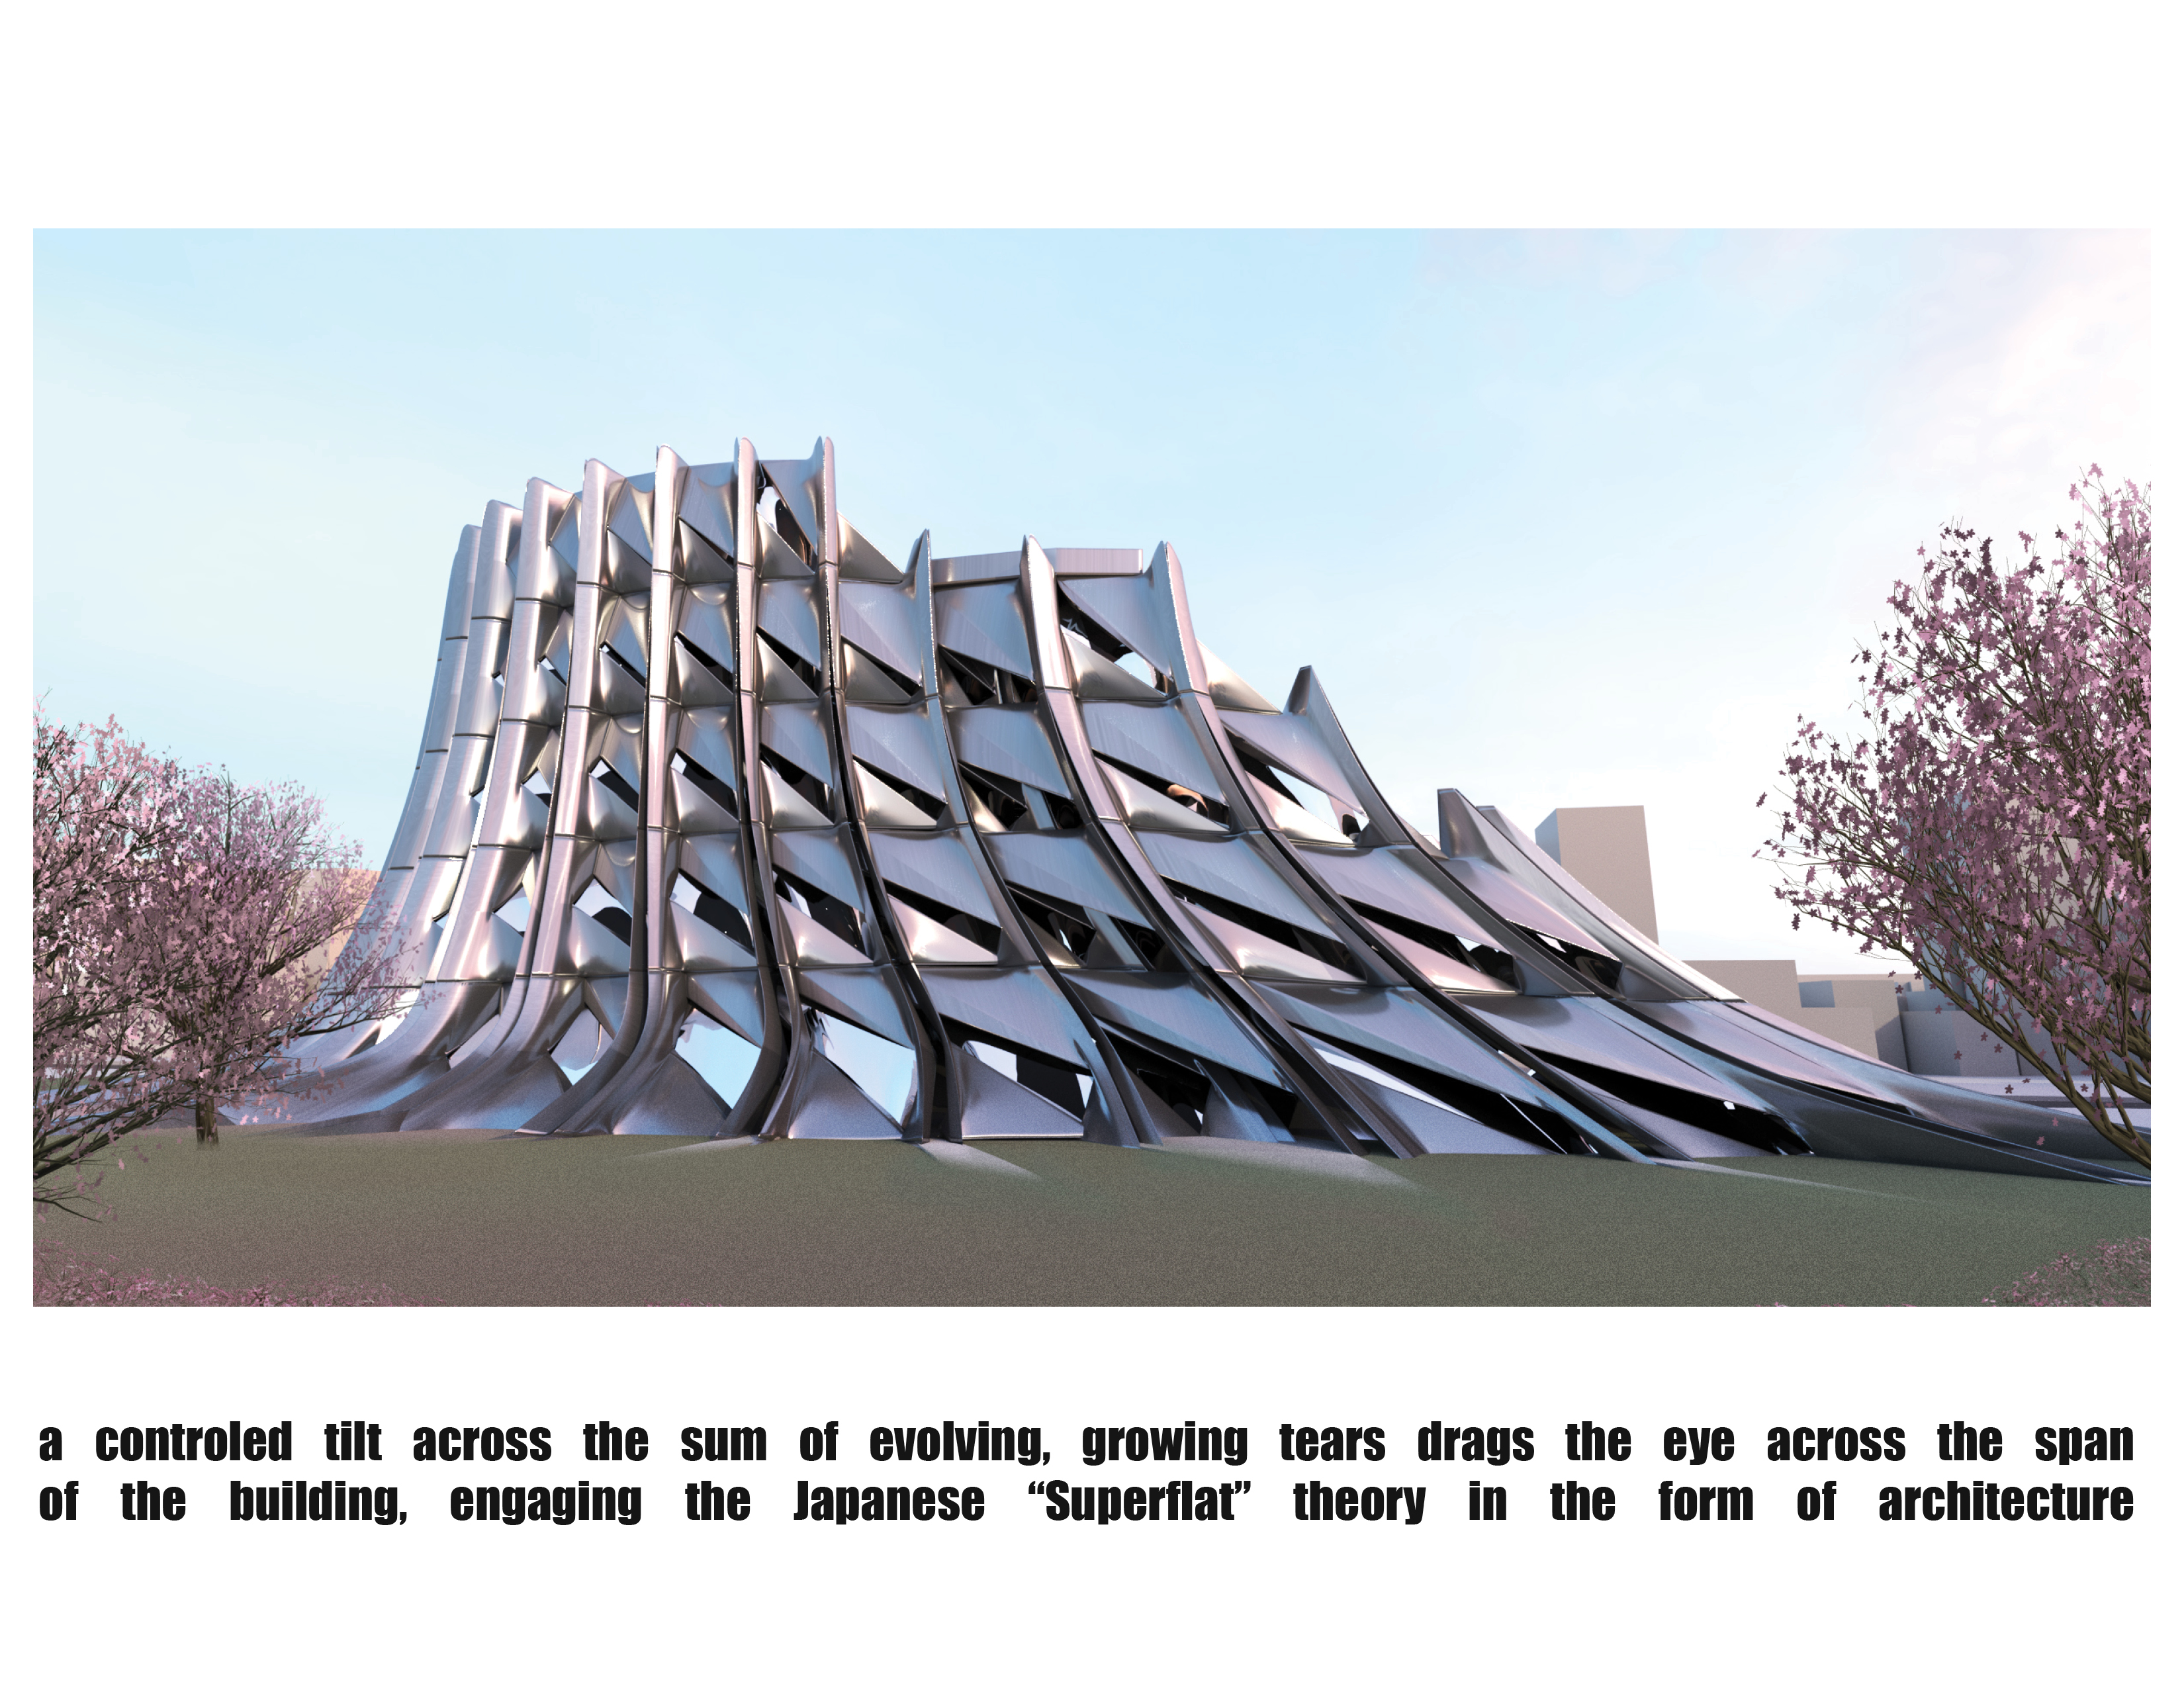 a controled tilt across the sum of evolving, growing tears drags the eye across the span
of the building, engaging the Japanese “Superflat” theory in the form of architecture